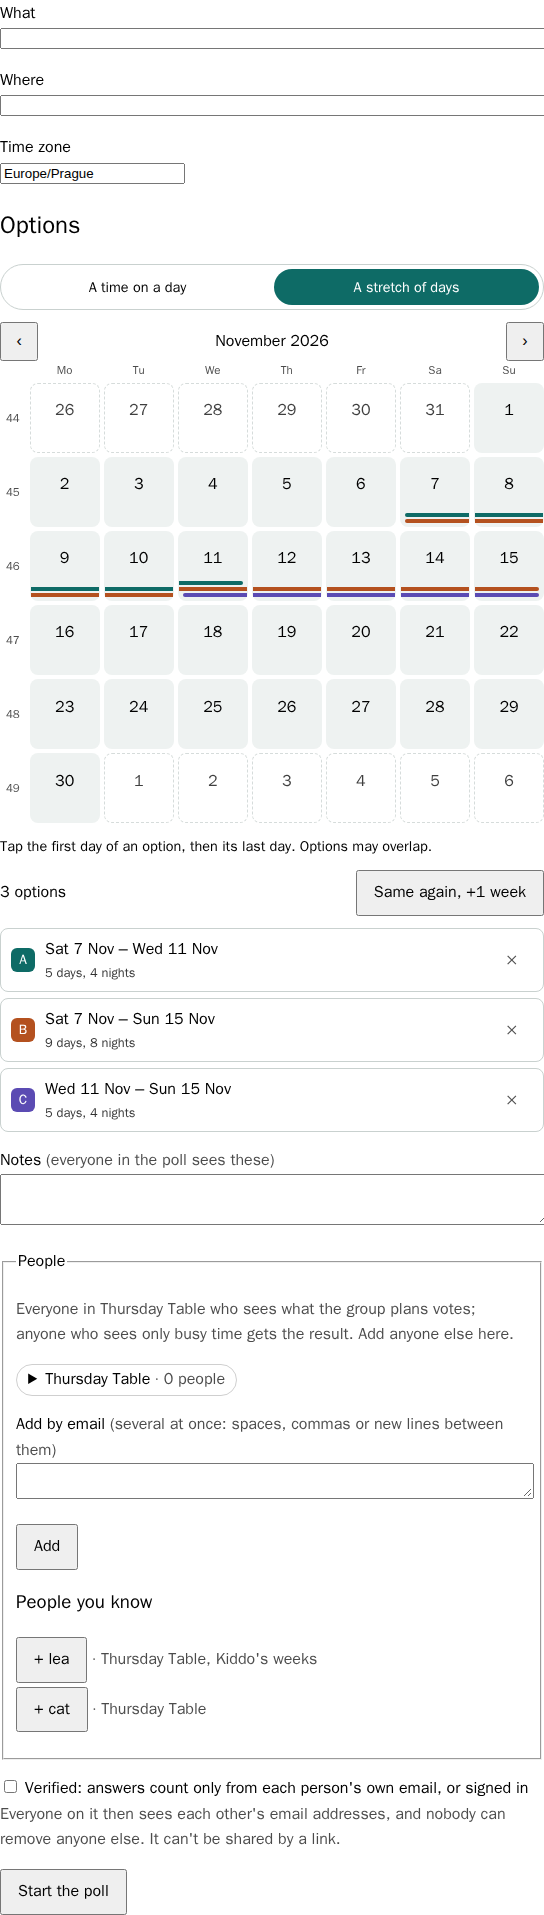 What
Where
Time zone
Europe/Prague
Options
A time on a day A stretch of days
‹ November 2026 ›
Mo Tu We Th Fr Sa Su
44 26 27 28 29 30 31 1
45 2 3 4 5 6 7 8
46 9 10 11 12 13 14 15
47 16 17 18 19 20 21 22
48 23 24 25 26 27 28 29
49 30 1 2 3 4 5 6
Tap the first day of an option, then its last day. Options may overlap.
3 options Same again, +1 week
A Sat 7 Nov – Wed 11 Nov ×
5 days, 4 nights
B Sat 7 Nov – Sun 15 Nov ×
9 days, 8 nights
C Wed 11 Nov – Sun 15 Nov ×
5 days, 4 nights
Notes (everyone in the poll sees these)
People
Everyone in Thursday Table who sees what the group plans votes;
anyone who sees only busy time gets the result. Add anyone else here.
▶ Thursday Table · 0 people
Add by email (several at once: spaces, commas or new lines between
them)
Add
People you know
+ lea · Thursday Table, Kiddo's weeks
+ cat · Thursday Table
Verified: answers count only from each person's own email, or signed in
Everyone on it then sees each other's email addresses, and nobody can
remove anyone else. It can't be shared by a link.
Start the poll